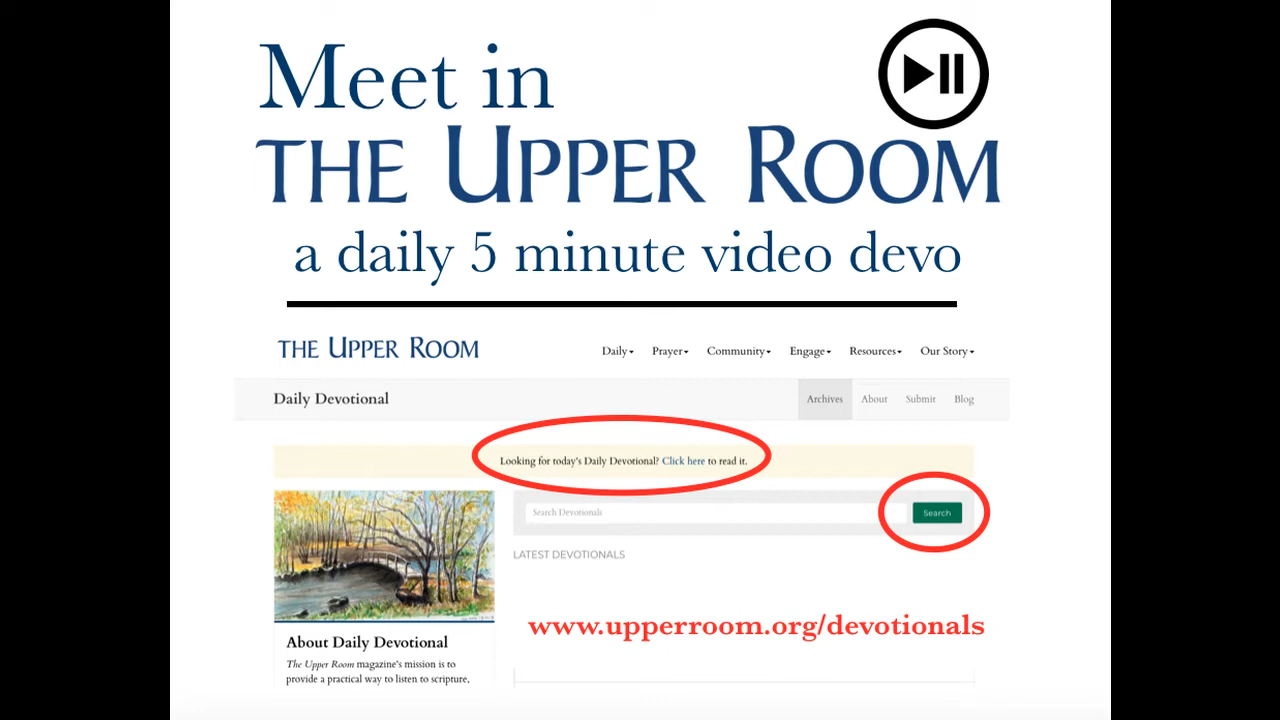 Meet in
THE UPPER ROOM
a daily 5 minute video devo
THE UPPER ROOM
Daily Prayer Community Engage Resources Our Story
Daily Devotional
Archives About Submit Blog
Looking for today's Daily Devotional? Click here to read it.
Search Devotionals
Search
LATEST DEVOTIONALS
www.upperroom.org/devotionals
About Daily Devotional
The Upper Room magazine's mission is to
provide a practical way to listen to scripture,